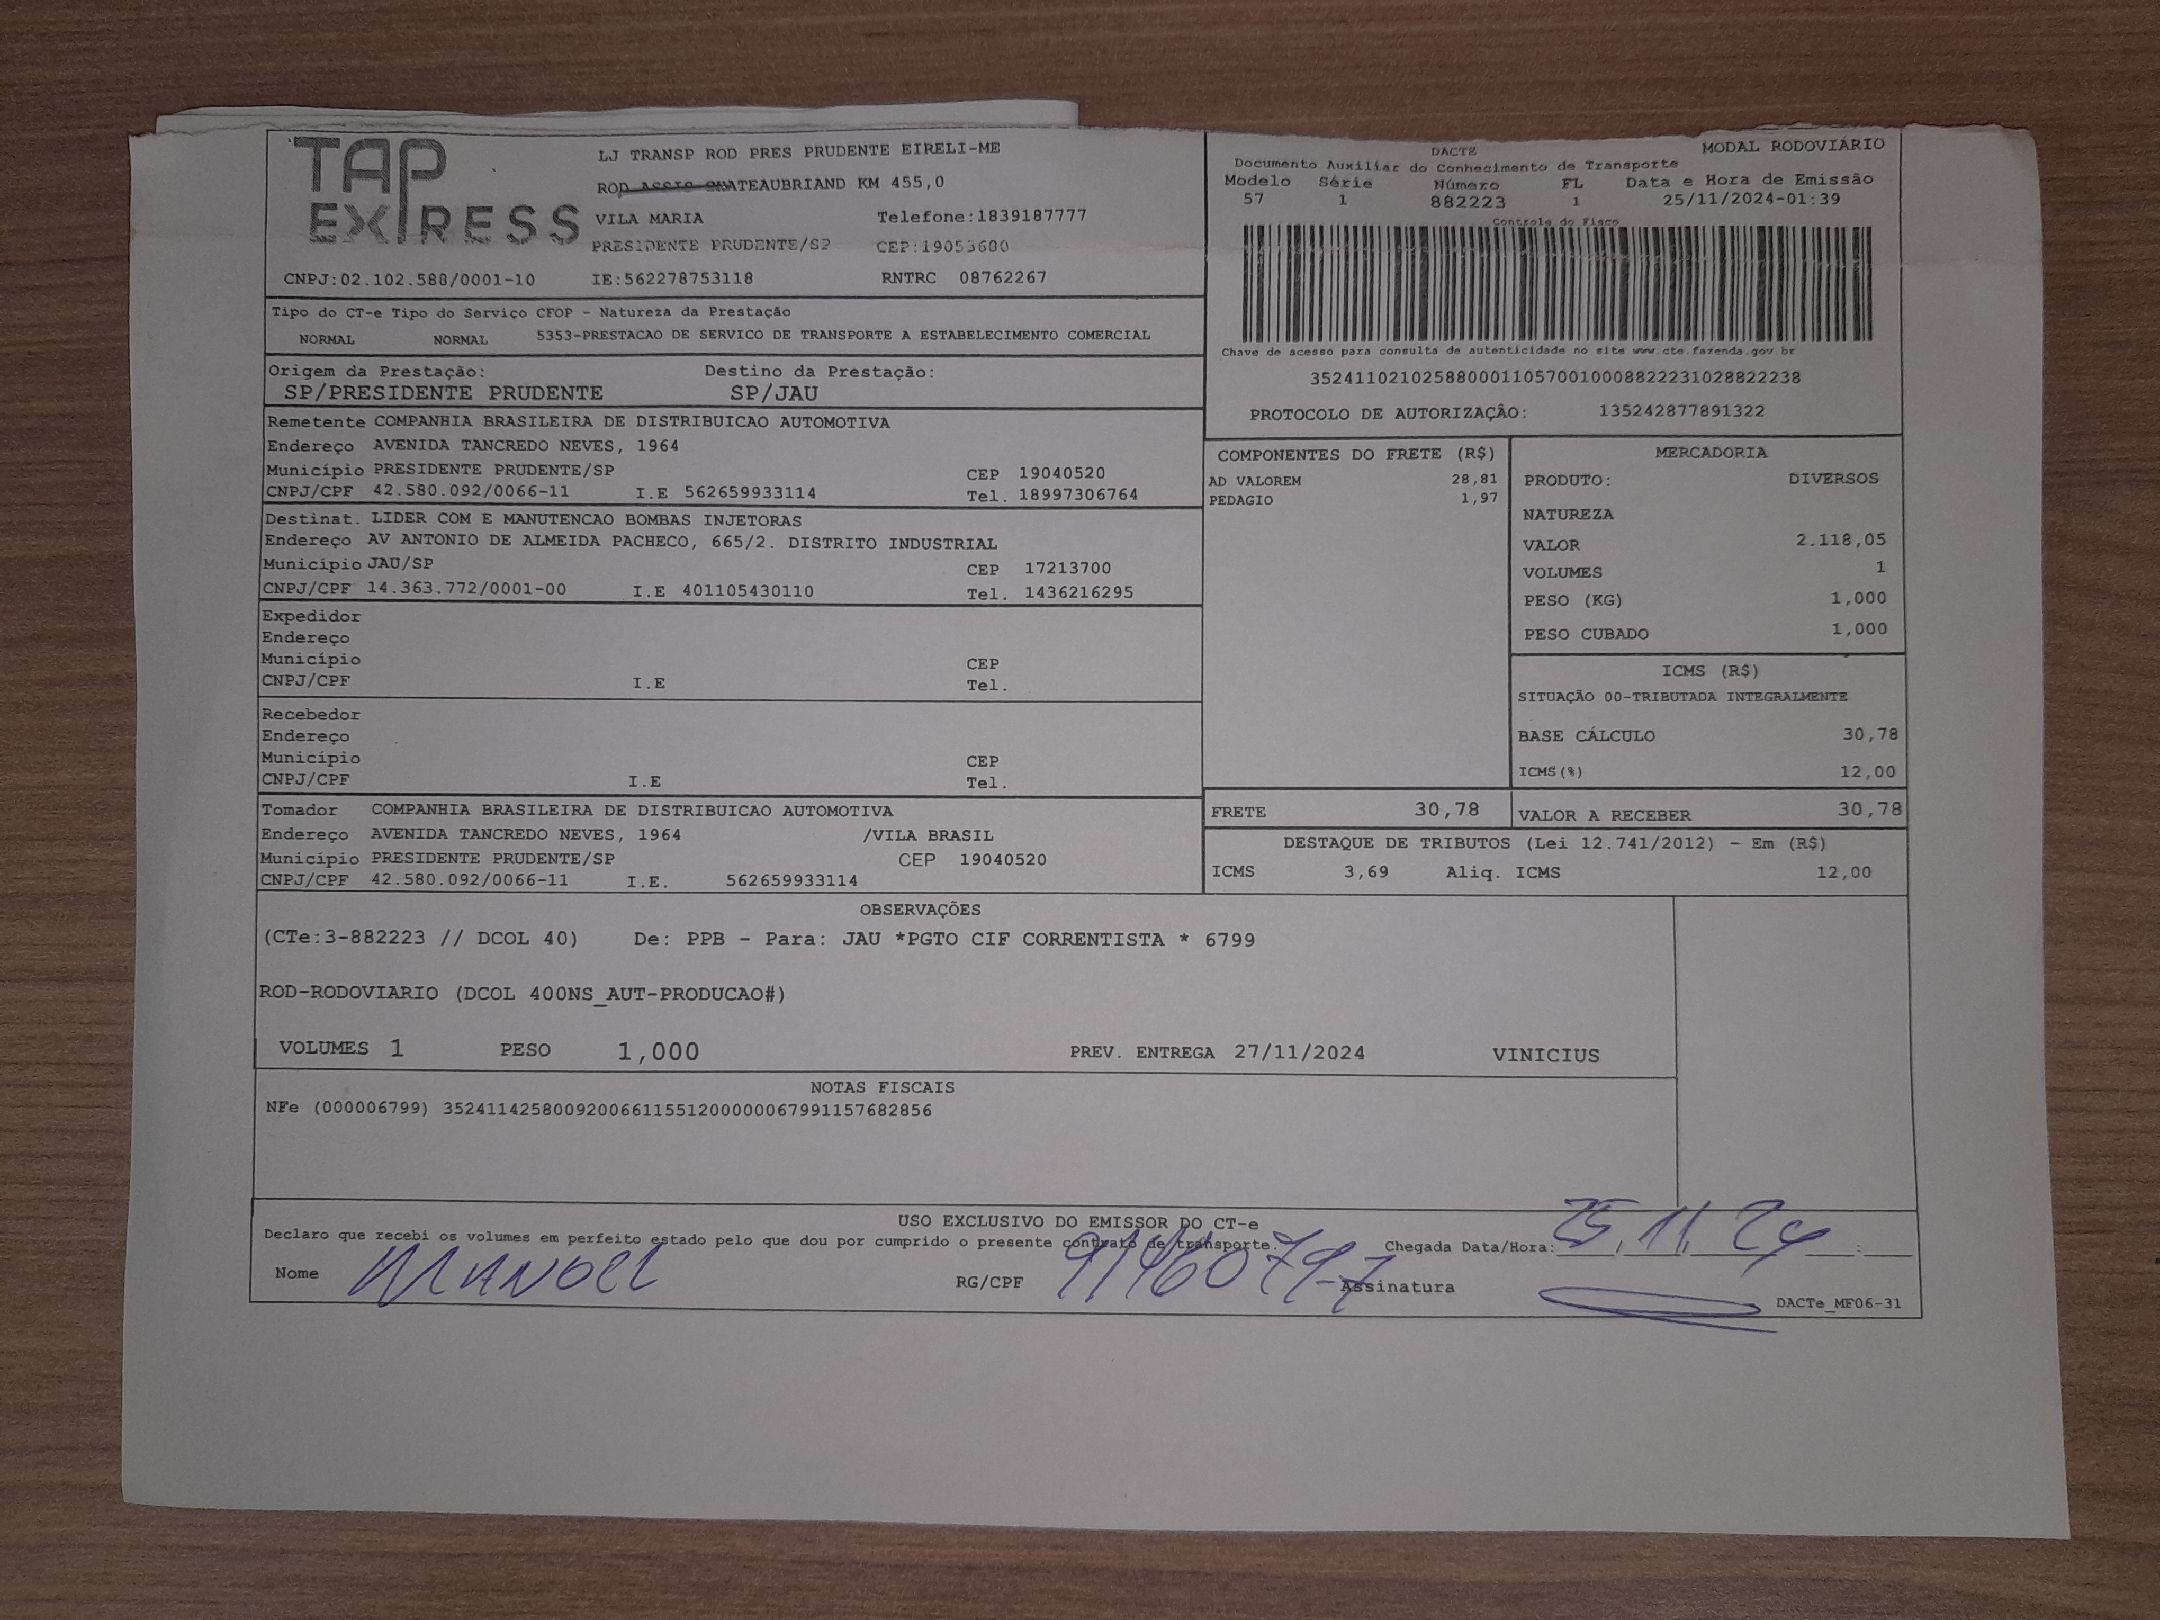 TAP EXPRESS
LJ TRANSP ROD PRES PRUDENTE EIRELI-ME
ROD ASSIS CHATEAUBRIAND KM 455,0
VILA MARIA Telefone:1839187777
PRESIDENTE PRUDENTE/SP CEP:19053680
CNPJ:02.102.588/0001-10 IE:562278753118 RNTRC 08762267
DACTE MODAL RODOVIÁRIO
Documento Auxiliar do Conhecimento de Transporte
Modelo Série Número FL Data e Hora de Emissão
57 1 882223 1 25/11/2024-01:39
Controle do Fisco
Chave de acesso para consulta de autenticidade no site www.cte.fazenda.gov.br
35241102102588000110570010008822231028822238
PROTOCOLO DE AUTORIZAÇÃO: 135242877891322
Tipo do CT-e Tipo do Serviço CFOP - Natureza da Prestação
NORMAL NORMAL 5353-PRESTACAO DE SERVICO DE TRANSPORTE A ESTABELECIMENTO COMERCIAL
Origem da Prestação: Destino da Prestação:
SP/PRESIDENTE PRUDENTE SP/JAU
Remetente COMPANHIA BRASILEIRA DE DISTRIBUICAO AUTOMOTIVA
Endereço AVENIDA TANCREDO NEVES, 1964
Município PRESIDENTE PRUDENTE/SP CEP 19040520
CNPJ/CPF 42.580.092/0066-11 I.E 562659933114 Tel. 18997306764
Destinat. LIDER COM E MANUTENCAO BOMBAS INJETORAS
Endereço AV ANTONIO DE ALMEIDA PACHECO, 665/2. DISTRITO INDUSTRIAL
Município JAU/SP CEP 17213700
CNPJ/CPF 14.363.772/0001-00 I.E 401105430110 Tel. 1436216295
Expedidor
Endereço
Município CEP
CNPJ/CPF I.E Tel.
Recebedor
Endereço
Município CEP
CNPJ/CPF I.E Tel.
Tomador COMPANHIA BRASILEIRA DE DISTRIBUICAO AUTOMOTIVA
Endereço AVENIDA TANCREDO NEVES, 1964 /VILA BRASIL
Município PRESIDENTE PRUDENTE/SP CEP 19040520
CNPJ/CPF 42.580.092/0066-11 I.E. 562659933114
COMPONENTES DO FRETE (R$)
AD VALOREM 28,81
PEDAGIO 1,97
MERCADORIA
PRODUTO: DIVERSOS
NATUREZA
VALOR 2.118,05
VOLUMES 1
PESO (KG) 1,000
PESO CUBADO 1,000
ICMS (R$)
SITUAÇÃO 00-TRIBUTADA INTEGRALMENTE
BASE CÁLCULO 30,78
ICMS(%) 12,00
FRETE 30,78 VALOR A RECEBER 30,78
DESTAQUE DE TRIBUTOS (Lei 12.741/2012) - Em (R$)
ICMS 3,69 Aliq. ICMS 12,00
OBSERVAÇÕES
(CTe:3-882223 // DCOL 40) De: PPB - Para: JAU *PGTO CIF CORRENTISTA * 6799
ROD-RODOVIARIO (DCOL 400NS_AUT-PRODUCAO#)
VOLUMES 1 PESO 1,000 PREV. ENTREGA 27/11/2024 VINICIUS
NOTAS FISCAIS
NFe (000006799) 35241142580092006611551200000067991157682856
USO EXCLUSIVO DO EMISSOR DO CT-e
Declaro que recebi os volumes em perfeito estado pelo que dou por cumprido o presente contrato de transporte. Chegada Data/Hora: 25.11.24
Nome MANOEL RG/CPF 9146079-7 Assinatura
DACTe_MF06-31